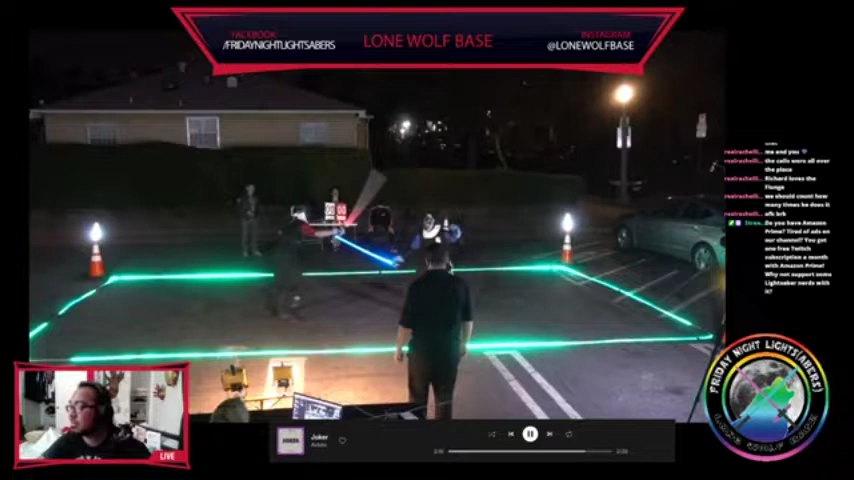 FACEBOOK
/FRIDAYNIGHTLIGHTSABERS
LONE WOLF BASE
INSTAGRAM
@LONEWOLFBASE
me and you
the calls were all over
the place
Richard loves the
Flunge
we should count how
many times he does it
afk brb
Do you have Amazon
Prime? Tired of ads on
our channel? You get
one free Twitch
subscription a month
with Amazon Prime!
Why not support some
Lightsaber nerds with
it?
FRIDAY NIGHT LIGHTS(ABERS)
LONE WOLF BASE
LIVE
Joker